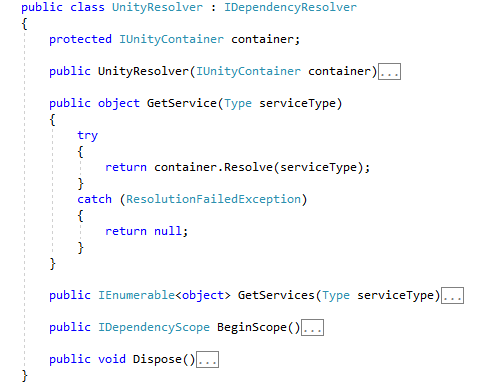 public class UnityResolver : IDependencyResolver
{
    protected IUnityContainer container;
    public UnityResolver(IUnityContainer container)...
    public object GetService(Type serviceType)
    {
        try
        {
            return container.Resolve(serviceType);
        }
        catch (ResolutionFailedException)
        {
            return null;
        }
    }
    public IEnumerable<object> GetServices(Type serviceType)...
    public IDependencyScope BeginScope()...
    public void Dispose()...
}